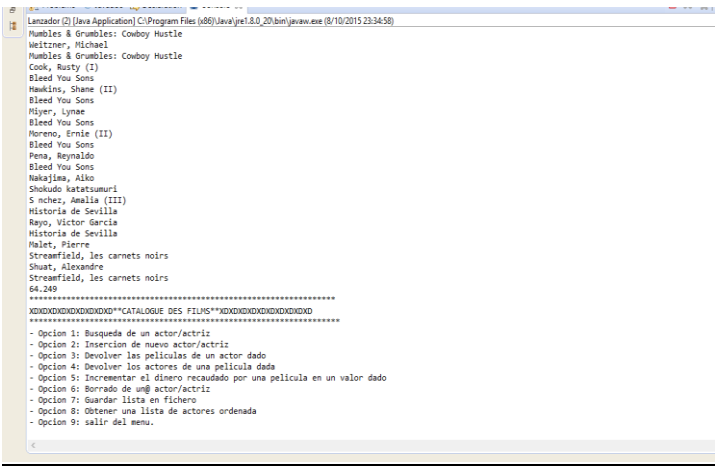 Lanzador (2) [Java Application] C:\Program Files (x86)\Java\jre1.8.0_20\bin\javaw.exe (8/10/2015 23:34:58)
Mumbles & Grumbles: Cowboy Hustle
Weitzner, Michael
Mumbles & Grumbles: Cowboy Hustle
Cook, Rusty (I)
Bleed You Sons
Hawkins, Shane (II)
Bleed You Sons
Miyer, Lynae
Bleed You Sons
Moreno, Ernie (II)
Bleed You Sons
Pena, Reynaldo
Bleed You Sons
Nakajima, Aiko
Shokudo katatsumuri
S nchez, Amalia (III)
Historia de Sevilla
Rayo, Victor Garcia
Historia de Sevilla
Malet, Pierre
Streamfield, les carnets noirs
Shuat, Alexandre
Streamfield, les carnets noirs
64.249
******************************************************************
XDXDXDXDXDXDXDXDXD**CATALOGUE DES FILMS**XDXDXDXDXDXDXDXDXDXD
*******************************************************************
- Opcion 1: Busqueda de un actor/actriz
- Opcion 2: Insercion de nuevo actor/actriz
- Opcion 3: Devolver las peliculas de un actor dado
- Opcion 4: Devolver los actores de una pelicula dada
- Opcion 5: Incrementar el dinero recaudado por una pelicula en un valor dado
- Opcion 6: Borrado de un@ actor/actriz
- Opcion 7: Guardar lista en fichero
- Opcion 8: Obtener una lista de actores ordenada
- Opcion 9: salir del menu.